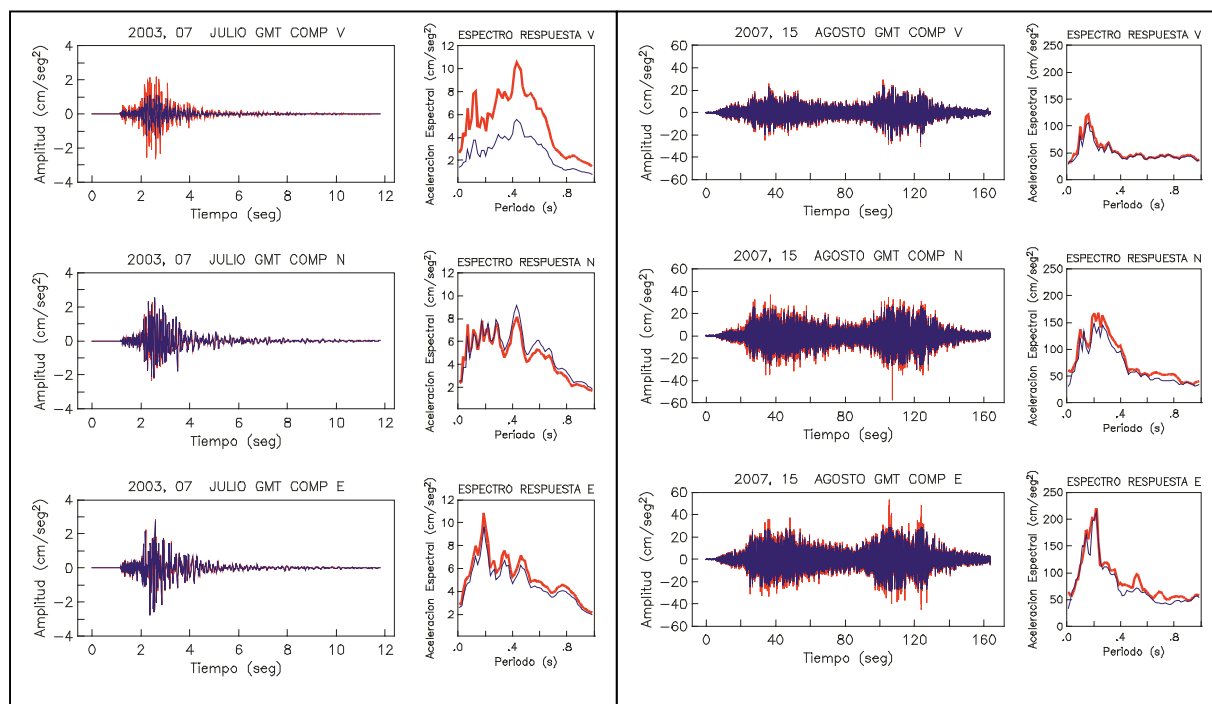 2003, 07 JULIO GMT COMP V
Amplitud (cm/seg²)
4
2
0
−2
−4
0 2 4 6 8 10 12
Tiempo (seg)
ESPECTRO RESPUESTA V
Aceleracion Espectral (cm/seg²)
12
10
8
6
4
2
.0 .4 .8
Período (s)
2003, 07 JULIO GMT COMP N
Amplitud (cm/seg²)
4
2
0
−2
−4
0 2 4 6 8 10 12
Tiempo (seg)
ESPECTRO RESPUESTA N
Aceleracion Espectral (cm/seg²)
12
10
8
6
4
2
.0 .4 .8
Período (s)
2003, 07 JULIO GMT COMP E
Amplitud (cm/seg²)
4
2
0
−2
−4
0 2 4 6 8 10 12
Tiempo (seg)
ESPECTRO RESPUESTA E
Aceleracion Espectral (cm/seg²)
12
10
8
6
4
2
.0 .4 .8
Período (s)
2007, 15 AGOSTO GMT COMP V
Amplitud (cm/seg²)
60
40
20
0
−20
−40
−60
0 40 80 120 160
Tiempo (seg)
ESPECTRO RESPUESTA V
Aceleracion Espectral (cm/seg²)
250
200
150
100
50
0
.0 .4 .8
Período (s)
2007, 15 AGOSTO GMT COMP N
Amplitud (cm/seg²)
60
40
20
0
−20
−40
−60
0 40 80 120 160
Tiempo (seg)
ESPECTRO RESPUESTA N
Aceleracion Espectral (cm/seg²)
250
200
150
100
50
0
.0 .4 .8
Período (s)
2007, 15 AGOSTO GMT COMP E
Amplitud (cm/seg²)
60
40
20
0
−20
−40
−60
0 40 80 120 160
Tiempo (seg)
ESPECTRO RESPUESTA E
Aceleracion Espectral (cm/seg²)
250
200
150
100
50
0
.0 .4 .8
Período (s)